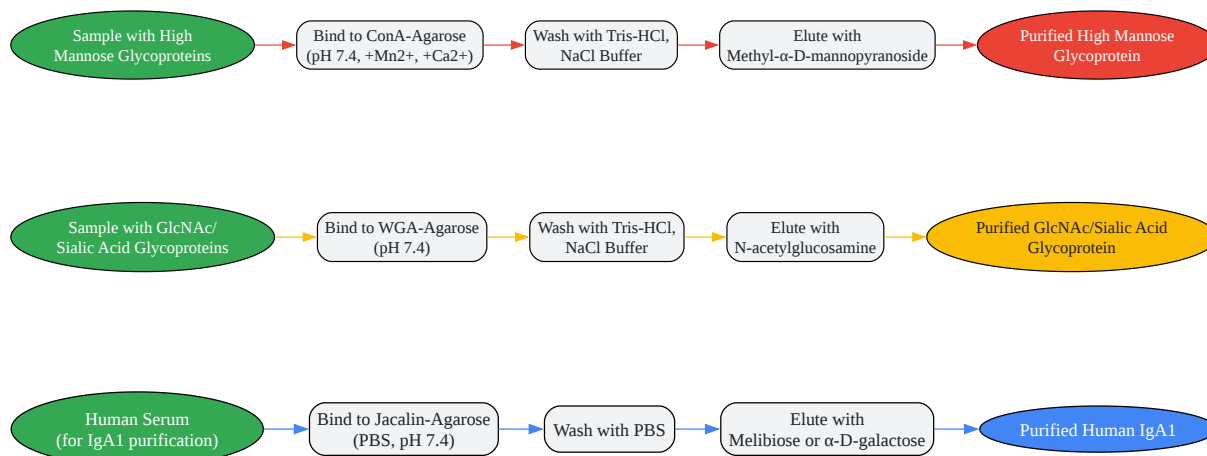 Sample with High
Mannose Glycoproteins
Bind to ConA-Agarose
(pH 7.4, +Mn2+, +Ca2+)
Wash with Tris-HCl,
NaCl Buffer
Elute with
Methyl-α-D-mannopyranoside
Purified High Mannose
Glycoprotein
Sample with GlcNAc/
Sialic Acid Glycoproteins
Bind to WGA-Agarose
(pH 7.4)
Wash with Tris-HCl,
NaCl Buffer
Elute with
N-acetylglucosamine
Purified GlcNAc/Sialic Acid
Glycoprotein
Human Serum
(for IgA1 purification)
Bind to Jacalin-Agarose
(PBS, pH 7.4)
Wash with PBS
Elute with
Melibiose or α-D-galactose
Purified Human IgA1